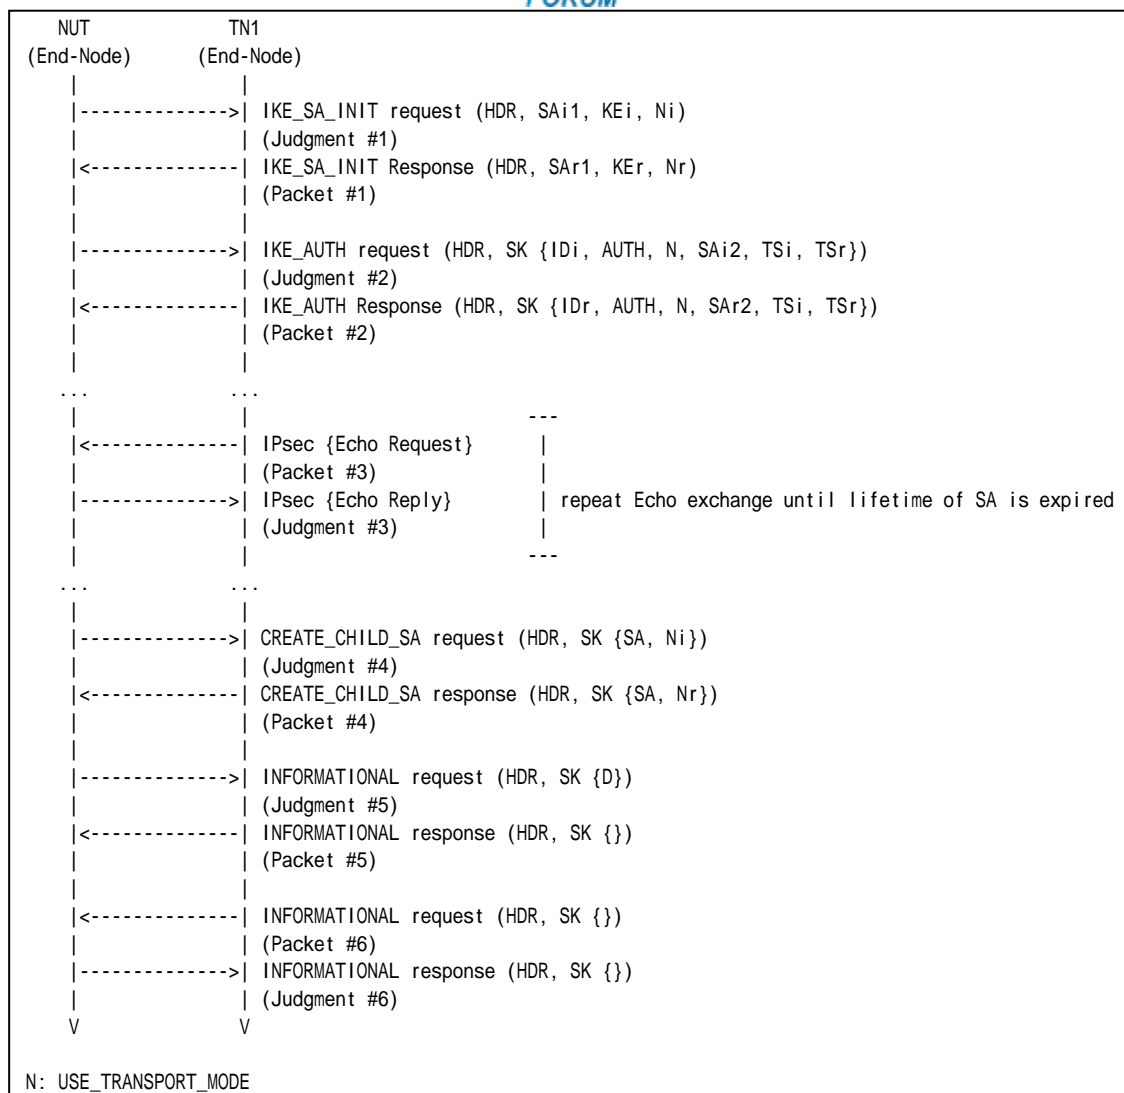 FORUM
NUT TN1
(End-Node) (End-Node)
| |
|-------------->| IKE_SA_INIT request (HDR, SAi1, KEi, Ni)
| | (Judgment #1)
|<--------------| IKE_SA_INIT Response (HDR, SAr1, KEr, Nr)
| | (Packet #1)
| |
|-------------->| IKE_AUTH request (HDR, SK {IDi, AUTH, N, SAi2, TSi, TSr})
| | (Judgment #2)
|<--------------| IKE_AUTH Response (HDR, SK {IDr, AUTH, N, SAr2, TSi, TSr})
| | (Packet #2)
| |
... ...
| | ---
|<--------------| IPsec {Echo Request} |
| | (Packet #3) |
|-------------->| IPsec {Echo Reply} | repeat Echo exchange until lifetime of SA is expired
| | (Judgment #3) |
| | ---
... ...
| |
|-------------->| CREATE_CHILD_SA request (HDR, SK {SA, Ni})
| | (Judgment #4)
|<--------------| CREATE_CHILD_SA response (HDR, SK {SA, Nr})
| | (Packet #4)
| |
|-------------->| INFORMATIONAL request (HDR, SK {D})
| | (Judgment #5)
|<--------------| INFORMATIONAL response (HDR, SK {})
| | (Packet #5)
| |
|<--------------| INFORMATIONAL request (HDR, SK {})
| | (Packet #6)
|-------------->| INFORMATIONAL response (HDR, SK {})
| | (Judgment #6)
V V
N: USE_TRANSPORT_MODE